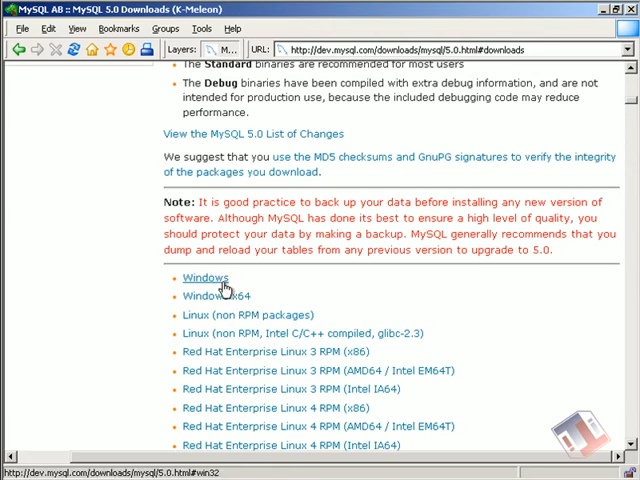 MySQL AB :: MySQL 5.0 Downloads (K-Meleon)
File Edit View Bookmarks Groups Tools Help
Layers: M... URL: http://dev.mysql.com/downloads/mysql/5.0.html#downloads
The Standard binaries are recommended for most users
The Debug binaries have been compiled with extra debug information, and are not
intended for production use, because the included debugging code may reduce
performance.
View the MySQL 5.0 List of Changes
We suggest that you use the MD5 checksums and GnuPG signatures to verify the integrity
of the packages you download.
Note: It is good practice to back up your data before installing any new version of
software. Although MySQL has done its best to ensure a high level of quality, you
should protect your data by making a backup. MySQL generally recommends that you
dump and reload your tables from any previous version to upgrade to 5.0.
Windows
Windows x64
Linux (non RPM packages)
Linux (non RPM, Intel C/C++ compiled, glibc-2.3)
Red Hat Enterprise Linux 3 RPM (x86)
Red Hat Enterprise Linux 3 RPM (AMD64 / Intel EM64T)
Red Hat Enterprise Linux 3 RPM (Intel IA64)
Red Hat Enterprise Linux 4 RPM (x86)
Red Hat Enterprise Linux 4 RPM (AMD64 / Intel EM64T)
Red Hat Enterprise Linux 4 RPM (Intel IA64)
http://dev.mysql.com/downloads/mysql/5.0.html#win32